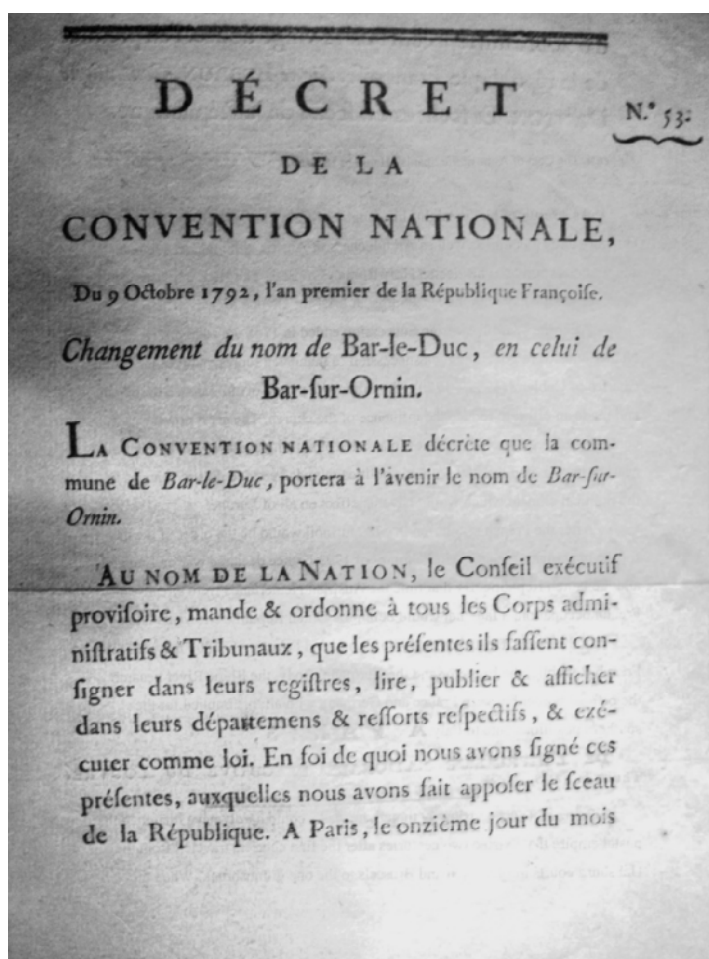 DÉCRET
N.° 53.
DE LA
CONVENTION NATIONALE,
Du 9 Octobre 1792, l'an premier de la République Françoiſe.
Changement du nom de Bar-le-Duc, en celui de
Bar-ſur-Ornin.
LA CONVENTION NATIONALE décrète que la com-
mune de Bar-le-Duc, portera à l'àvenir le nom de Bar-ſur-
Ornin.
AU NOM DE LA NATION, le Conſeil exécutif
proviſoire, mande & ordonne à tous les Corps admi-
niſtratifs & Tribunaux, que les préſentes ils faſſent con-
ſigner dans leurs regiſtres, lire, publier & afficher
dans leurs départemens & reſſorts reſpectifs, & exé-
cuter comme loi. En foi de quoi nous avons ſigné ces
préſentes, auxquelles nous avons fait appoſer le ſceau
de la République. A Paris, le onzième jour du mois